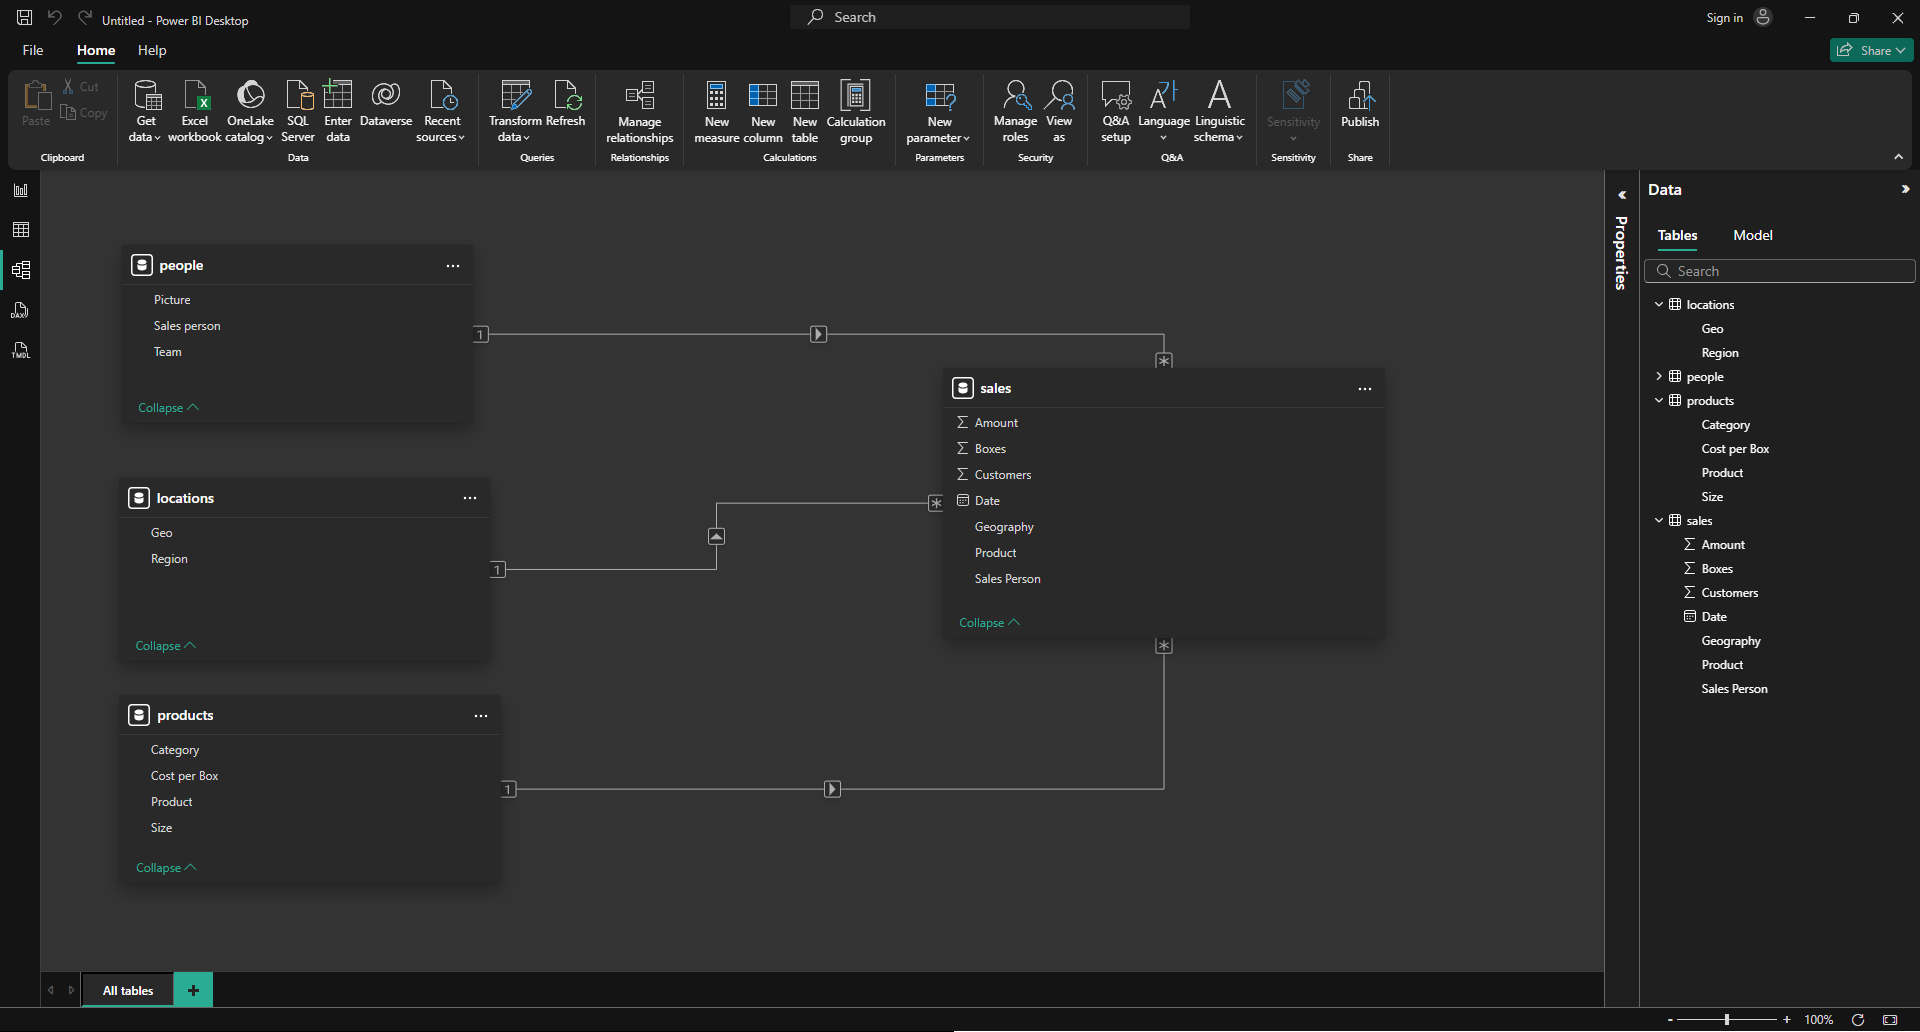 Untitled - Power BI Desktop
Search
Sign in
File
Home
Help
Share
Paste
Cut
Copy
Clipboard
Get data
Excel workbook
OneLake catalog
SQL Server
Enter data
Dataverse
Recent sources
Data
Transform data
Refresh
Queries
Manage relationships
Relationships
New measure
New column
New table
Calculation group
Calculations
New parameter
Parameters
Manage roles
View as
Security
Q&A setup
Language
Linguistic schema
Q&A
Sensitivity
Sensitivity
Publish
Share
DAX
TMDL
people
Picture
Sales person
Team
Collapse
1
*
locations
Geo
Region
Collapse
1
*
products
Category
Cost per Box
Product
Size
Collapse
1
*
sales
Σ Amount
Σ Boxes
Σ Customers
Date
Geography
Product
Sales Person
Collapse
Properties
Data
Tables
Model
Search
locations
Geo
Region
people
products
Category
Cost per Box
Product
Size
sales
Σ Amount
Σ Boxes
Σ Customers
Date
Geography
Product
Sales Person
All tables
+
-
+
100%